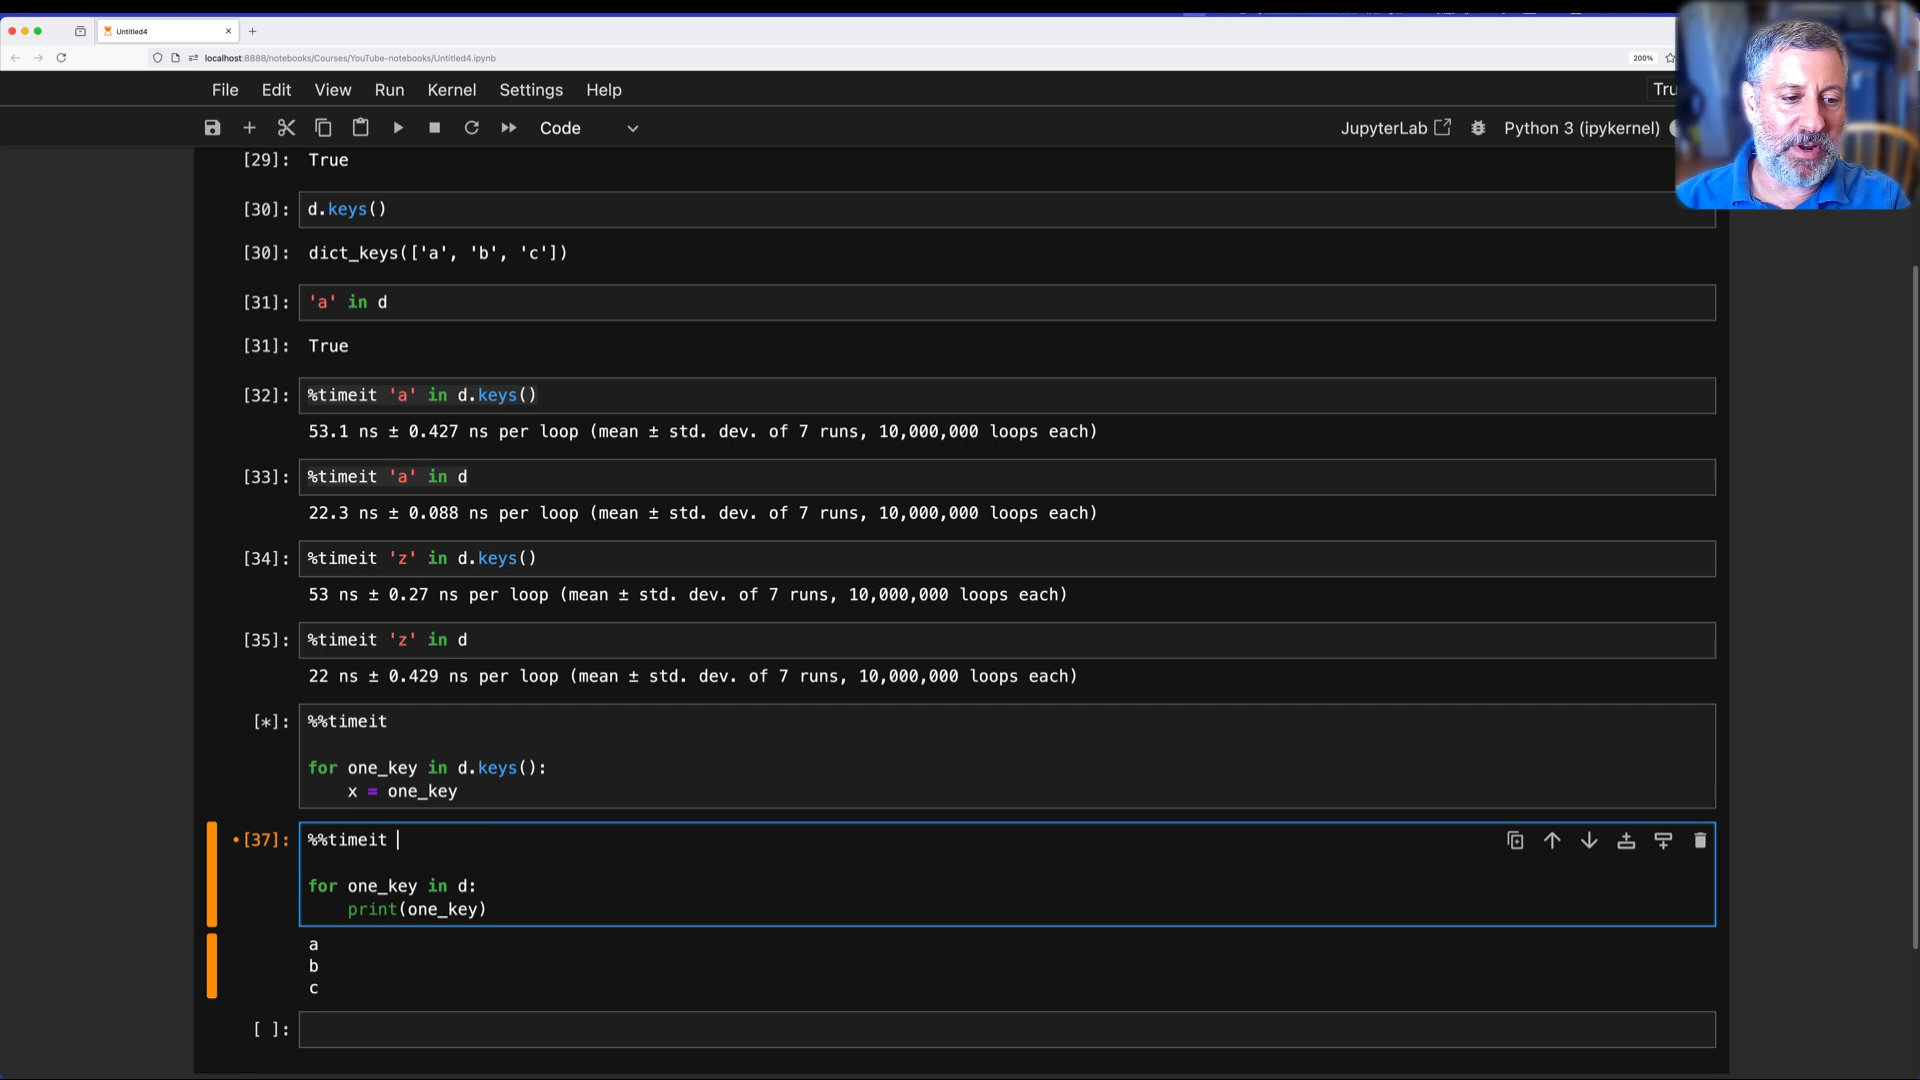 Untitled4
localhost:8888/notebooks/Courses/YouTube-notebooks/Untitled4.ipynb
200%
File Edit View Run Kernel Settings Help
Tru
Code
JupyterLab
Python 3 (ipykernel)
[29]: True
[30]: d.keys()
[30]: dict_keys(['a', 'b', 'c'])
[31]: 'a' in d
[31]: True
[32]: %timeit 'a' in d.keys()
53.1 ns ± 0.427 ns per loop (mean ± std. dev. of 7 runs, 10,000,000 loops each)
[33]: %timeit 'a' in d
22.3 ns ± 0.088 ns per loop (mean ± std. dev. of 7 runs, 10,000,000 loops each)
[34]: %timeit 'z' in d.keys()
53 ns ± 0.27 ns per loop (mean ± std. dev. of 7 runs, 10,000,000 loops each)
[35]: %timeit 'z' in d
22 ns ± 0.429 ns per loop (mean ± std. dev. of 7 runs, 10,000,000 loops each)
[*]: %%timeit
for one_key in d.keys():
x = one_key
•[37]: %%timeit
for one_key in d:
print(one_key)
a
b
c
[ ]: